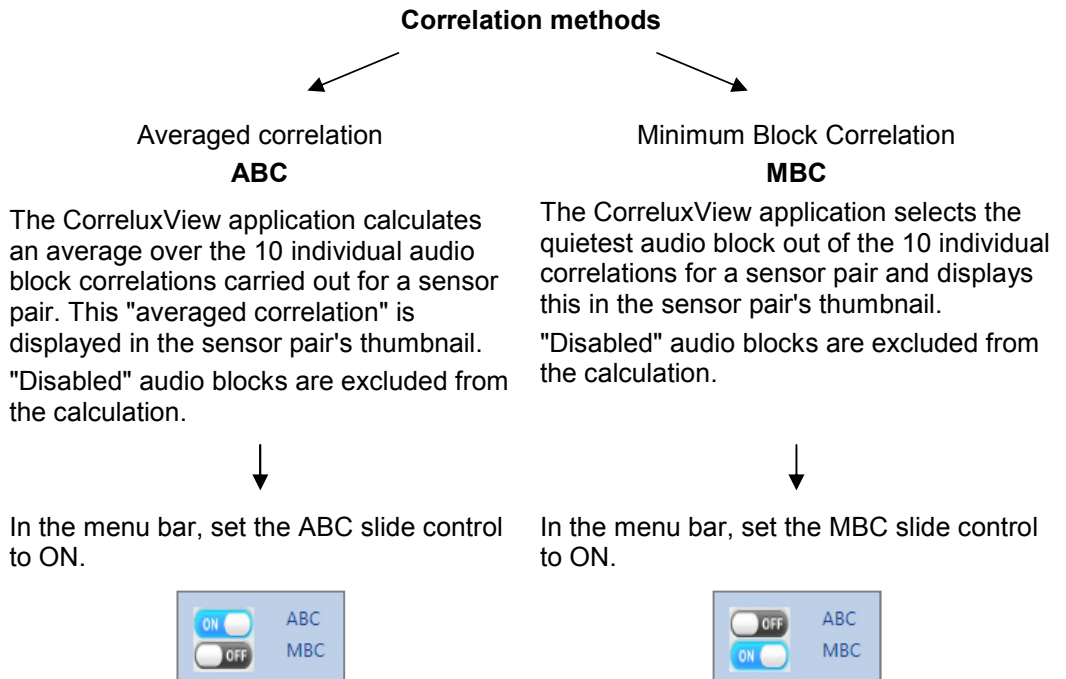 Correlation methods
Averaged correlation
ABC
The CorreluxView application calculates
an average over the 10 individual audio
block correlations carried out for a sensor
pair. This "averaged correlation" is
displayed in the sensor pair's thumbnail.
"Disabled" audio blocks are excluded from
the calculation.
In the menu bar, set the ABC slide control
to ON.
ON ABC
OFF MBC
Minimum Block Correlation
MBC
The CorreluxView application selects the
quietest audio block out of the 10 individual
correlations for a sensor pair and displays
this in the sensor pair's thumbnail.
"Disabled" audio blocks are excluded from
the calculation.
In the menu bar, set the MBC slide control
to ON.
OFF ABC
ON MBC